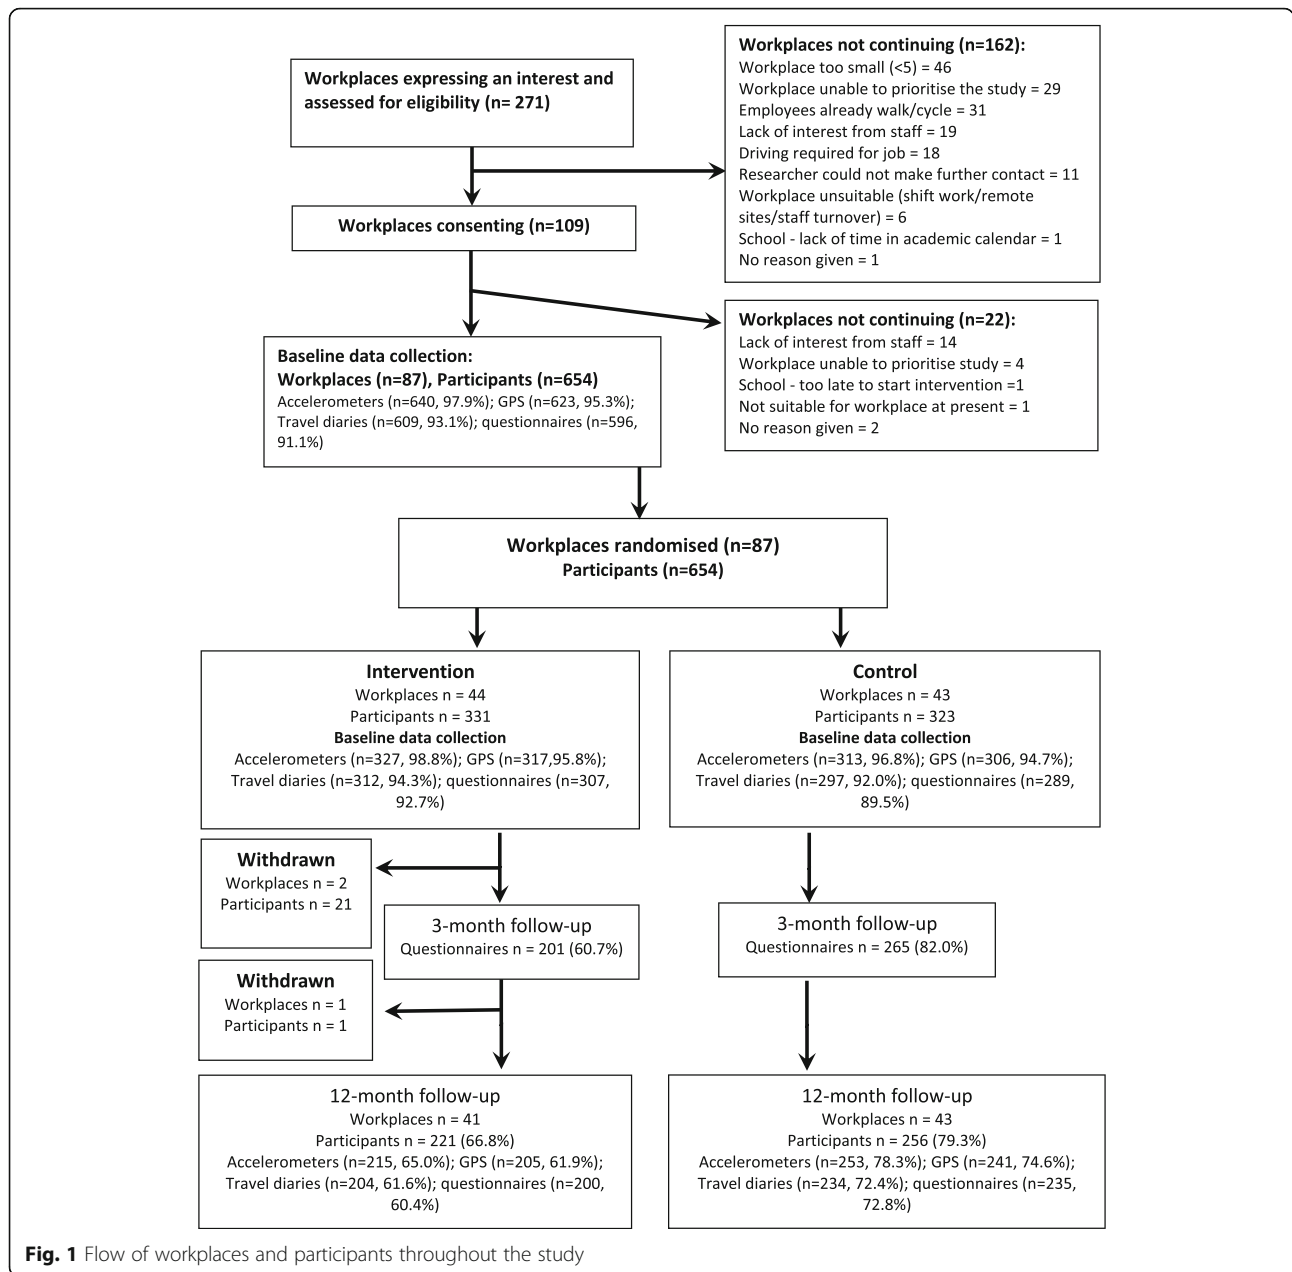 Workplaces expressing an interest and
assessed for eligibility (n= 271)
Workplaces not continuing (n=162):
Workplace too small (<5) = 46
Workplace unable to prioritise the study = 29
Employees already walk/cycle = 31
Lack of interest from staff = 19
Driving required for job = 18
Researcher could not make further contact = 11
Workplace unsuitable (shift work/remote
sites/staff turnover) = 6
School - lack of time in academic calendar = 1
No reason given = 1
Workplaces consenting (n=109)
Workplaces not continuing (n=22):
Lack of interest from staff = 14
Workplace unable to prioritise study = 4
School - too late to start intervention =1
Not suitable for workplace at present = 1
No reason given = 2
Baseline data collection:
Workplaces (n=87), Participants (n=654)
Accelerometers (n=640, 97.9%); GPS (n=623, 95.3%);
Travel diaries (n=609, 93.1%); questionnaires (n=596,
91.1%)
Workplaces randomised (n=87)
Participants (n=654)
Intervention
Workplaces n = 44
Participants n = 331
Baseline data collection
Accelerometers (n=327, 98.8%); GPS (n=317,95.8%);
Travel diaries (n=312, 94.3%); questionnaires (n=307,
92.7%)
Control
Workplaces n = 43
Participants n = 323
Baseline data collection
Accelerometers (n=313, 96.8%); GPS (n=306, 94.7%);
Travel diaries (n=297, 92.0%); questionnaires (n=289,
89.5%)
Withdrawn
Workplaces n = 2
Participants n = 21
3-month follow-up
Questionnaires n = 201 (60.7%)
3-month follow-up
Questionnaires n = 265 (82.0%)
Withdrawn
Workplaces n = 1
Participants n = 1
12-month follow-up
Workplaces n = 41
Participants n = 221 (66.8%)
Accelerometers (n=215, 65.0%); GPS (n=205, 61.9%);
Travel diaries (n=204, 61.6%); questionnaires (n=200,
60.4%)
12-month follow-up
Workplaces n = 43
Participants n = 256 (79.3%)
Accelerometers (n=253, 78.3%); GPS (n=241, 74.6%);
Travel diaries (n=234, 72.4%); questionnaires (n=235,
72.8%)
Fig. 1 Flow of workplaces and participants throughout the study